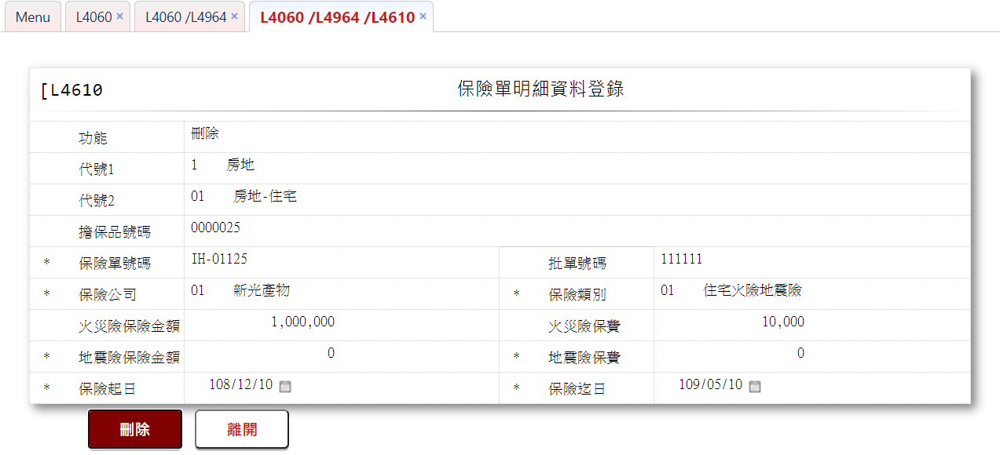 Menu L4060 × L4060 /L4964 × L4060 /L4964 /L4610 ×
[L4610 保險單明細資料登錄
功能 刪除
代號1 1 房地
代號2 01 房地-住宅
擔保品號碼 0000025
* 保險單號碼 IH-01125 批單號碼 111111
* 保險公司 01 新光產物 * 保險類別 01 住宅火險地震險
火災險保險金額 1,000,000 火災險保費 10,000
* 地震險保險金額 0 * 地震險保費 0
* 保險起日 108/12/10 * 保險迄日 109/05/10
刪除 離開